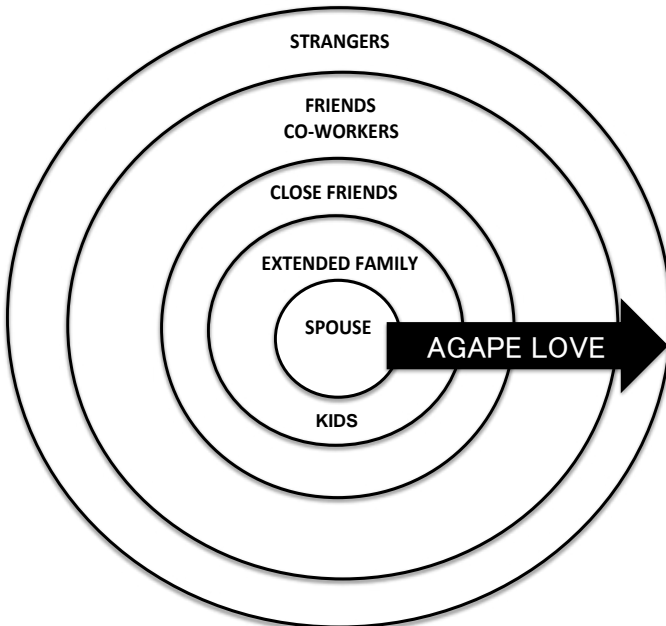 STRANGERS
FRIENDS
CO-WORKERS
CLOSE FRIENDS
EXTENDED FAMILY
SPOUSE
AGAPE LOVE
KIDS